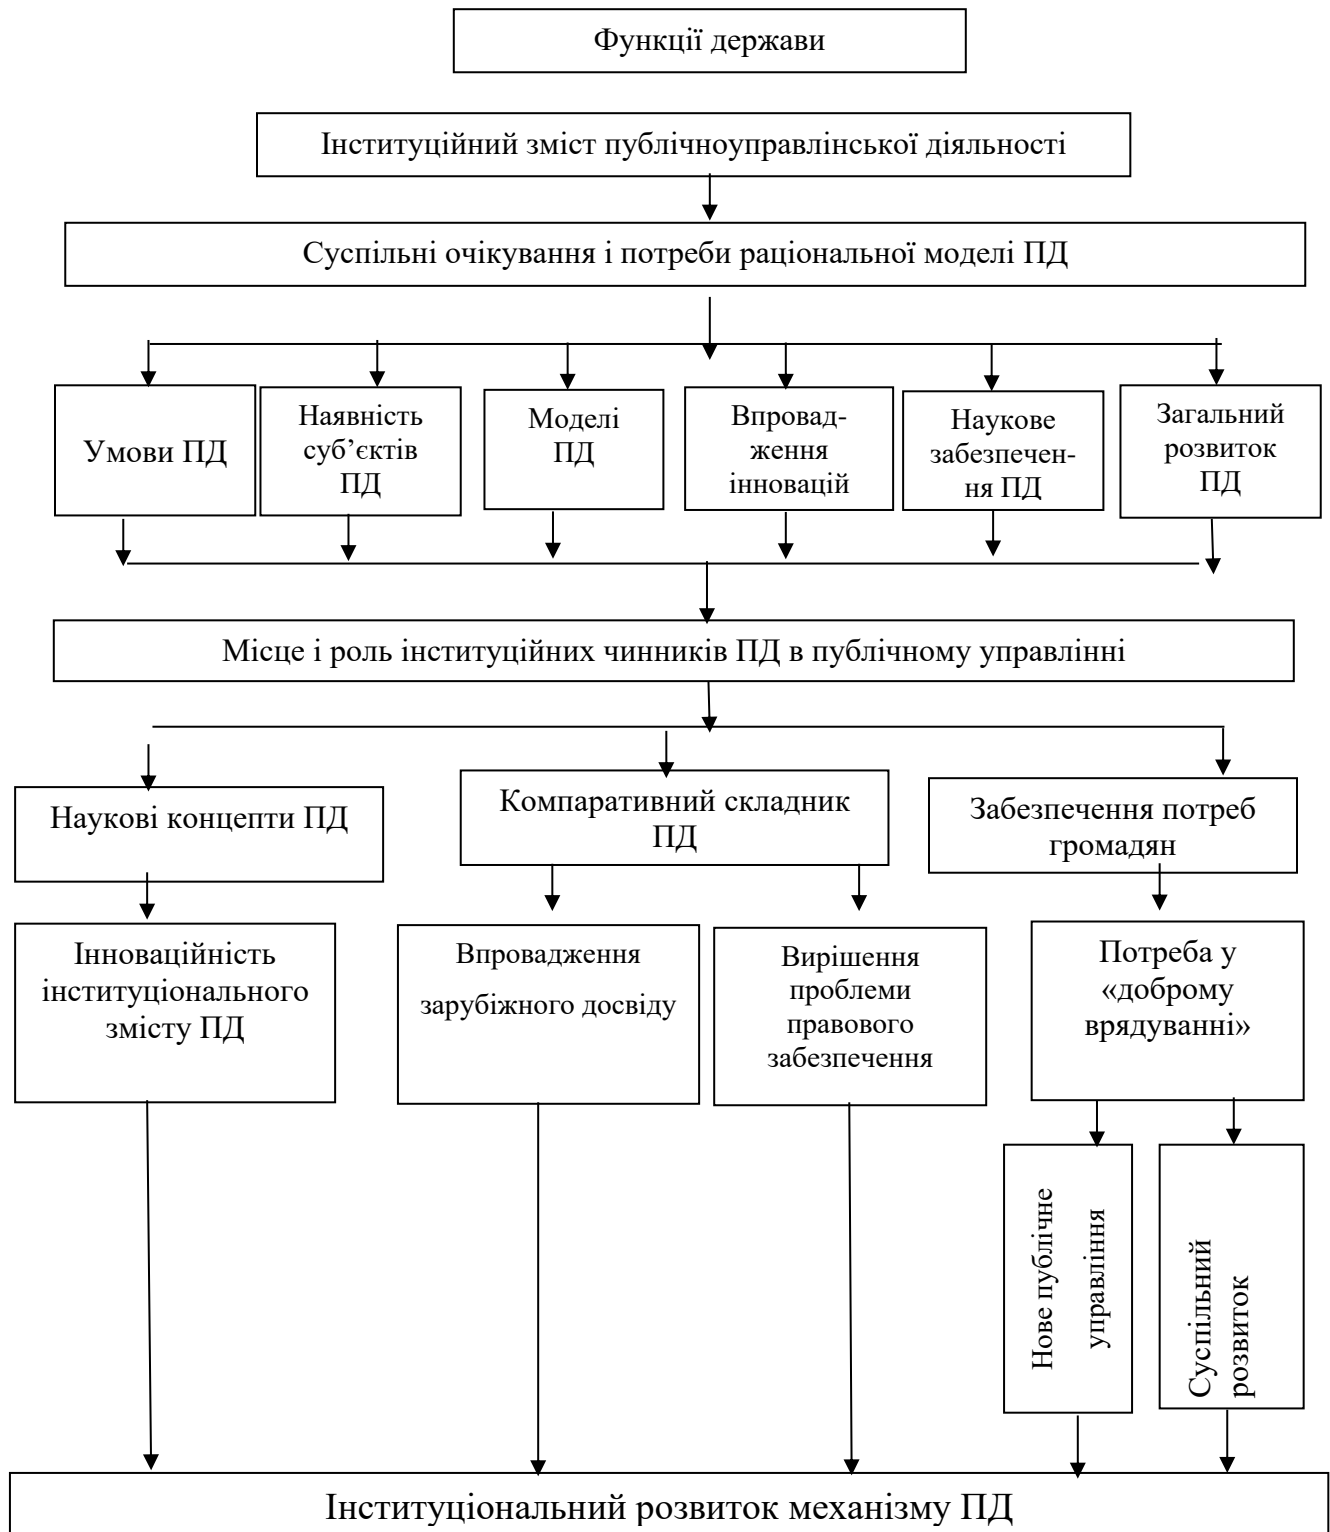 Функції держави
Інституційний зміст публічноуправлінської діяльності
Суспільні очікування і потреби раціональної моделі ПД
Умови ПД
Наявність
суб’єктів
ПД
Моделі
ПД
Впровад-
ження
інновацій
Наукове
забезпечен-
ня ПД
Загальний
розвиток
ПД
Місце і роль інституційних чинників ПД в публічному управлінні
Наукові концепти ПД
Компаративний складник
ПД
Забезпечення потреб
громадян
Інноваційність
інституціонального
змісту ПД
Впровадження
зарубіжного досвіду
Вирішення
проблеми
правового
забезпечення
Потреба у
«доброму
врядуванні»
Нове публічне
управління
Суспільний
розвиток
Інституціональний розвиток механізму ПД